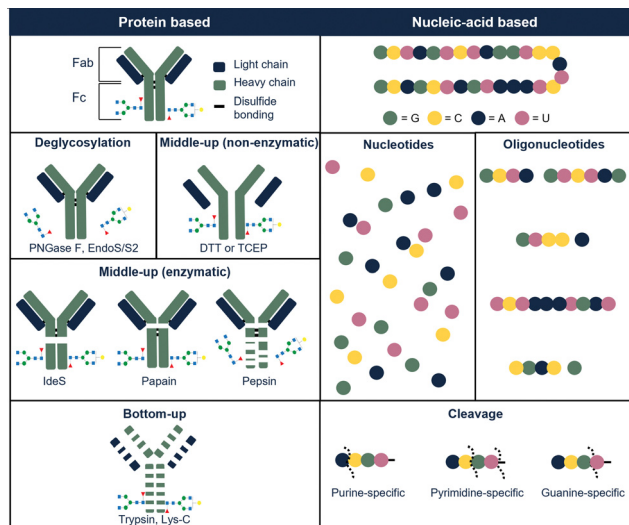 Protein based
Nucleic-acid based
Fab
Fc
Light chain
Heavy chain
Disulfide
bonding
= G
= C
= A
= U
Deglycosylation
Middle-up (non-enzymatic)
Nucleotides
Oligonucleotides
PNGase F, EndoS/S2
DTT or TCEP
Middle-up (enzymatic)
IdeS
Papain
Pepsin
Bottom-up
Cleavage
Trypsin, Lys-C
Purine-specific
Pyrimidine-specific
Guanine-specific